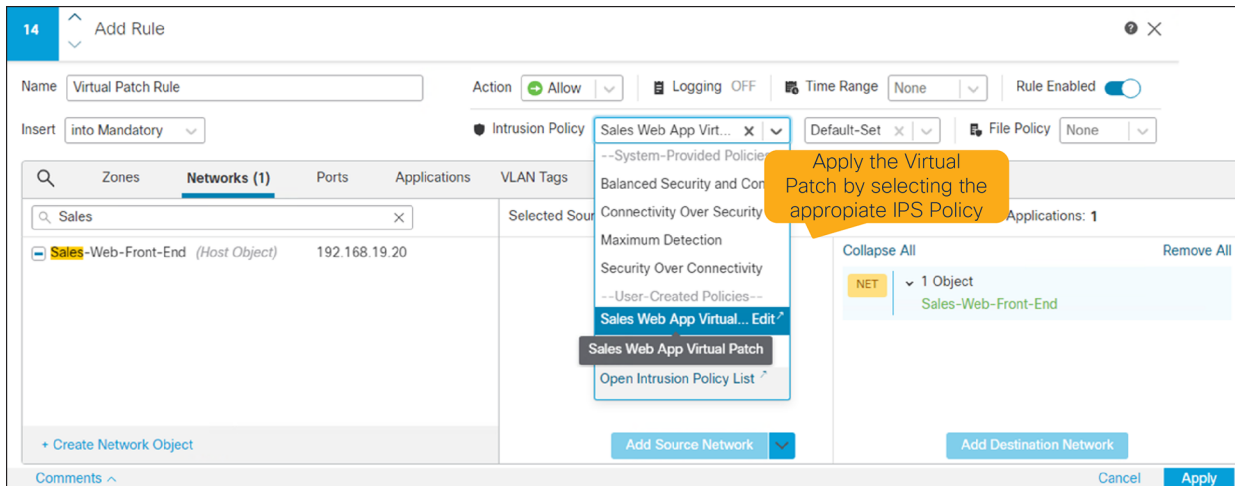 14 Add Rule
Name Virtual Patch Rule Action Allow Logging OFF Time Range None Rule Enabled
Insert into Mandatory Intrusion Policy Sales Web App Virt... Default-Set File Policy None
Zones Networks (1) Ports Applications VLAN Tags
Sales
Sales-Web-Front-End (Host Object) 192.168.19.20
+ Create Network Object
Selected Sour
--System-Provided Policies
Balanced Security and Con
Connectivity Over Security
Maximum Detection
Security Over Connectivity
--User-Created Policies--
Sales Web App Virtual... Edit
Sales Web App Virtual Patch
Open Intrusion Policy List
Add Source Network
Apply the Virtual
Patch by selecting the
appropiate IPS Policy
Applications: 1
Collapse All Remove All
NET 1 Object
Sales-Web-Front-End
Add Destination Network
Comments Cancel Apply